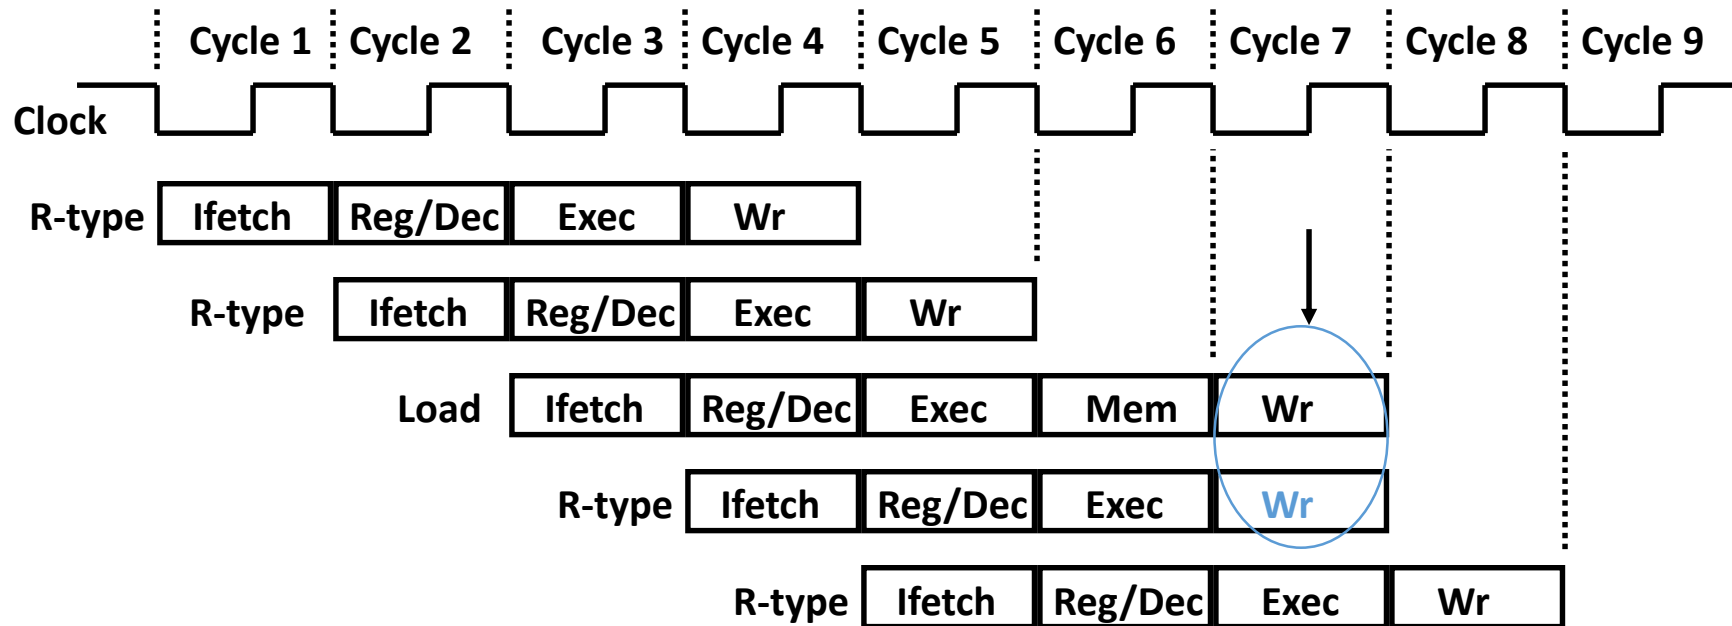 Cycle 1 Cycle 2 Cycle 3 Cycle 4 Cycle 5 Cycle 6 Cycle 7 Cycle 8 Cycle 9
Clock
R-type Ifetch Reg/Dec Exec Wr
R-type Ifetch Reg/Dec Exec Wr
Load Ifetch Reg/Dec Exec Mem Wr
R-type Ifetch Reg/Dec Exec Wr
R-type Ifetch Reg/Dec Exec Wr